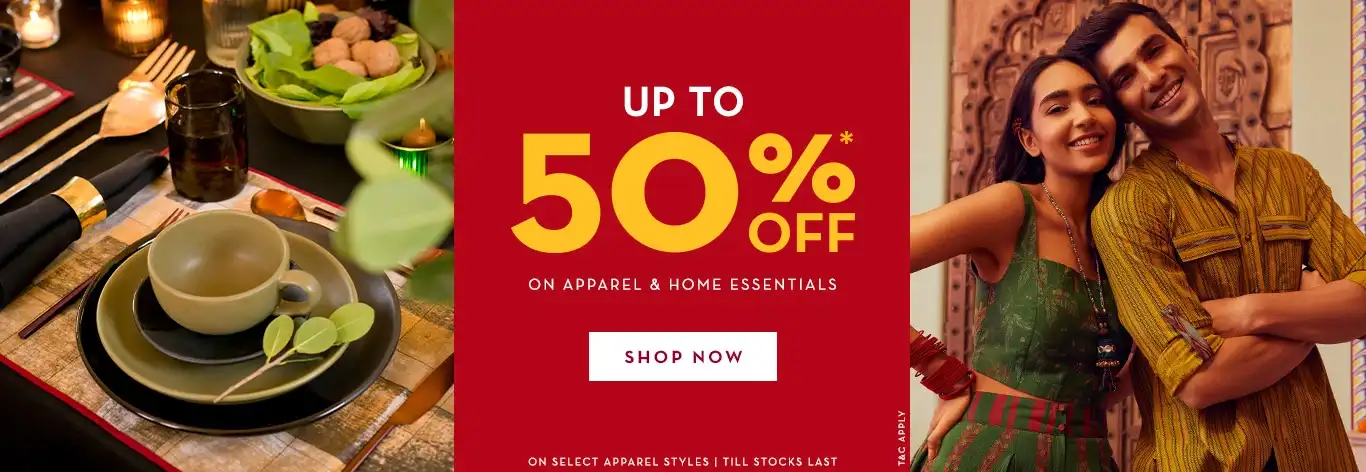 UP TO
50%*
OFF
ON APPAREL & HOME ESSENTIALS
SHOP NOW
ON SELECT APPAREL STYLES | TILL STOCKS LAST
T&C APPLY